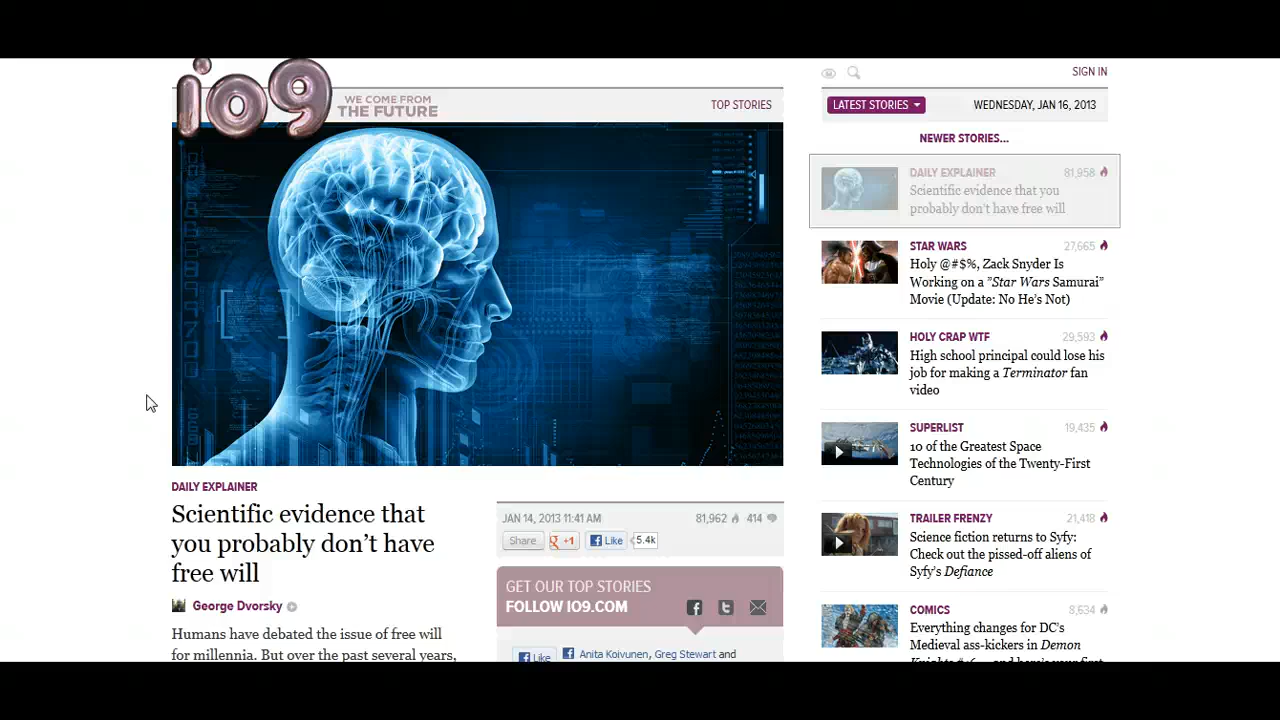 io9
WE COME FROM
THE FUTURE
TOP STORIES
DAILY EXPLAINER
Scientific evidence that
you probably don't have
free will
George Dvorsky
Humans have debated the issue of free will
for millennia. But over the past several years,
JAN 14, 2013 11:41 AM
81,962
414
Share
+1
Like
5.4k
GET OUR TOP STORIES
FOLLOW IO9.COM
Like
Anita Koivunen, Greg Stewart and
SIGN IN
LATEST STORIES
WEDNESDAY, JAN 16, 2013
NEWER STORIES...
DAILY EXPLAINER 81,958
Scientific evidence that you
probably don't have free will
STAR WARS 27,665
Holy @#$%, Zack Snyder Is
Working on a "Star Wars Samurai"
Movie (Update: No He's Not)
HOLY CRAP WTF 29,593
High school principal could lose his
job for making a Terminator fan
video
SUPERLIST 19,435
10 of the Greatest Space
Technologies of the Twenty-First
Century
TRAILER FRENZY 21,418
Science fiction returns to Syfy:
Check out the pissed-off aliens of
Syfy's Defiance
COMICS 8,634
Everything changes for DC's
Medieval ass-kickers in Demon